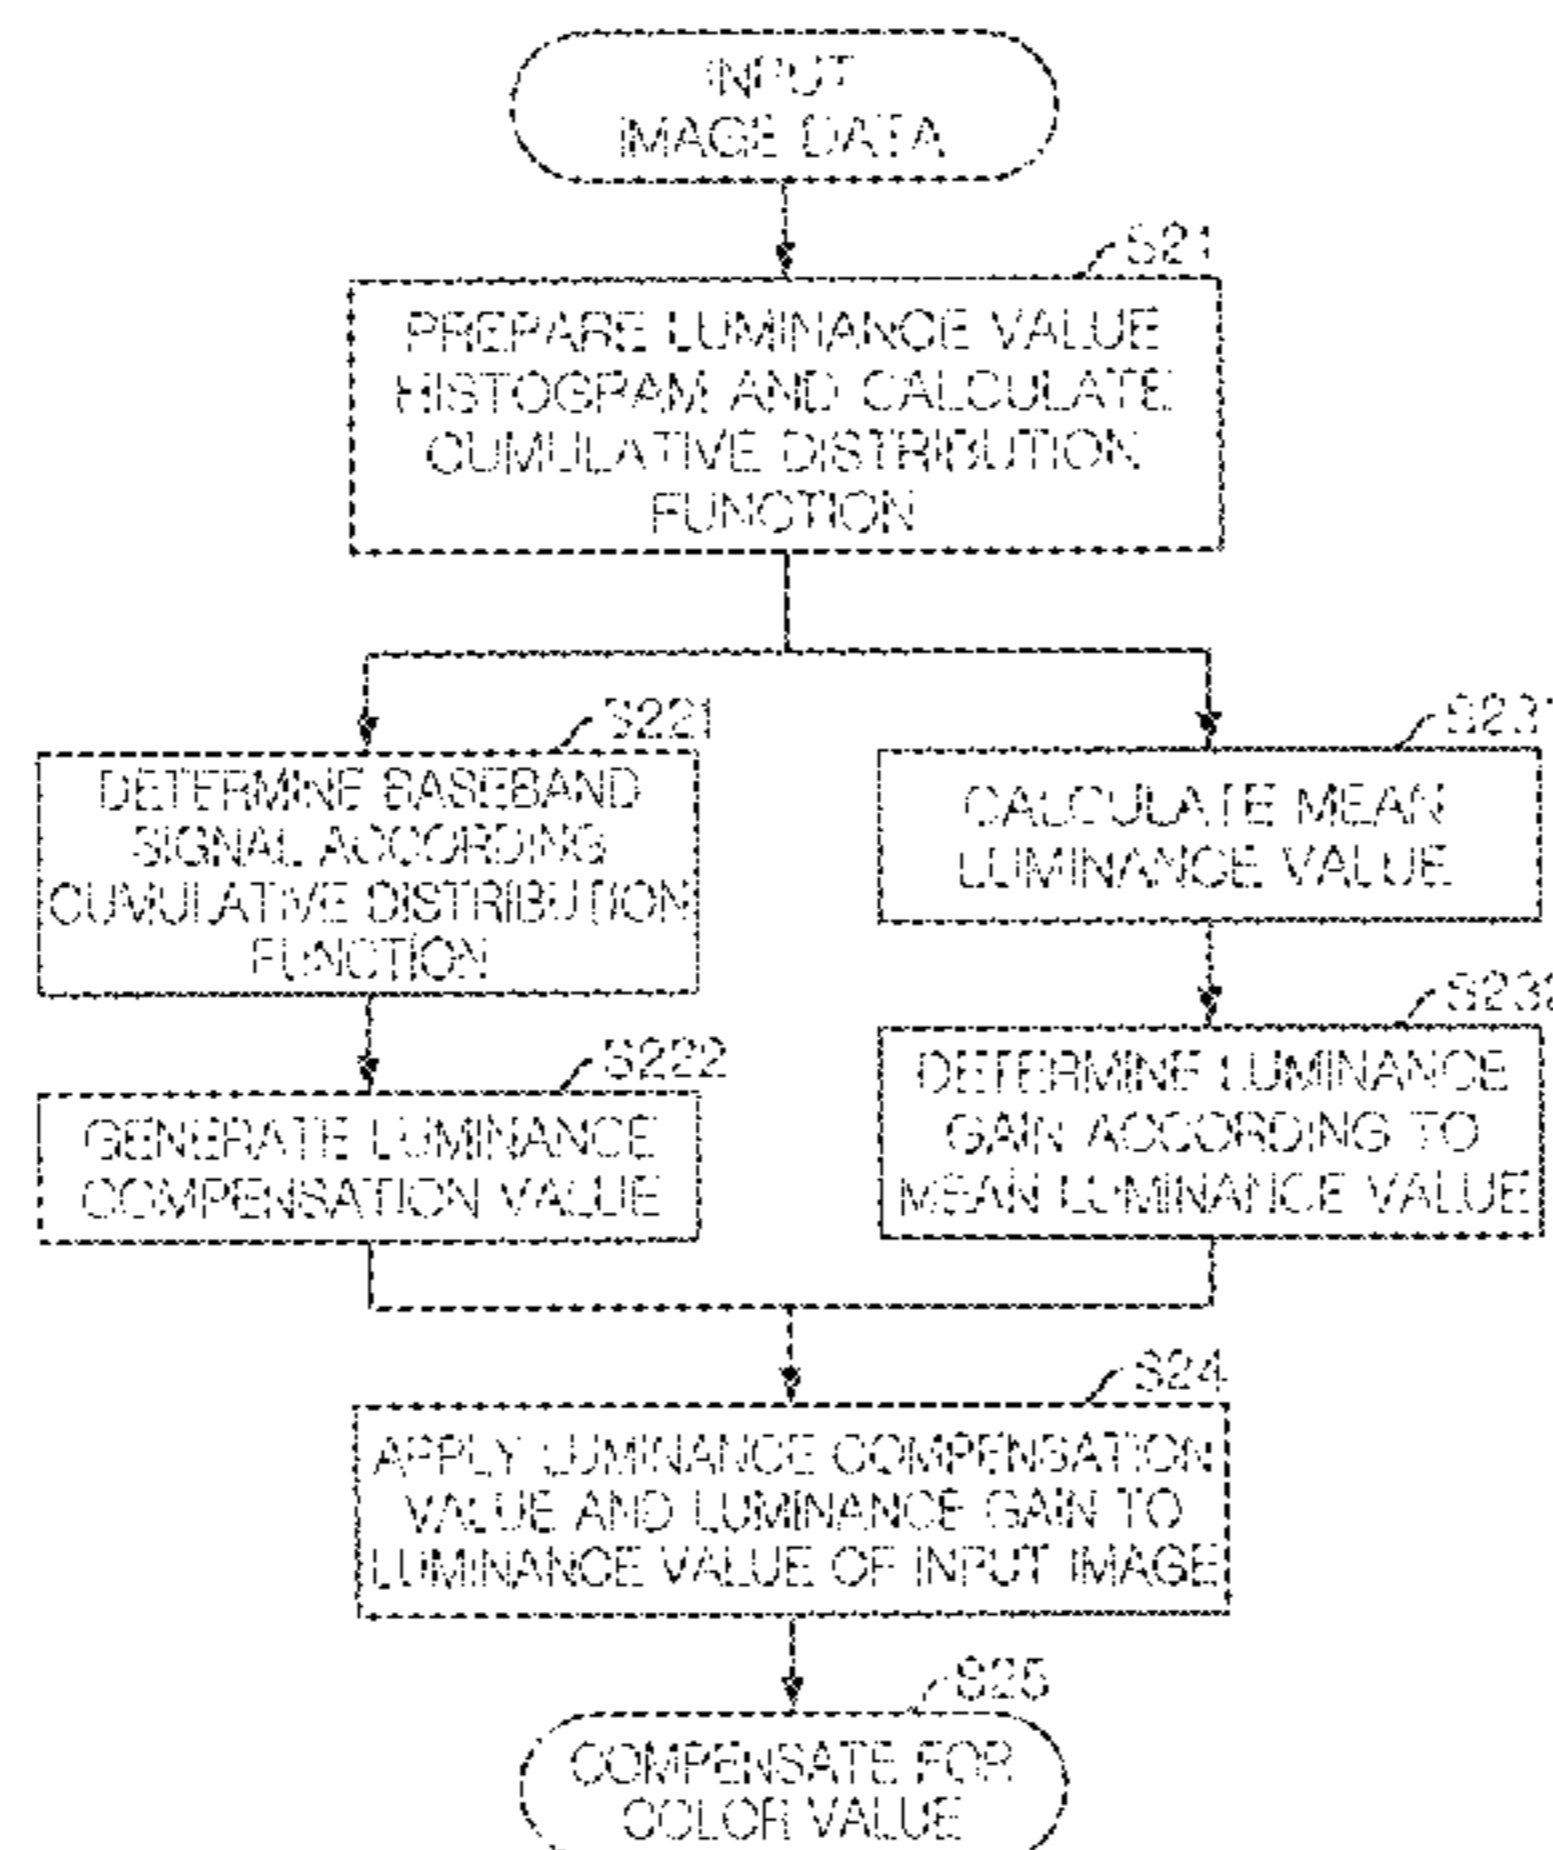 INPUT
IMAGE DATA
S21
PREPARE LUMINANCE VALUE
HISTOGRAM AND CALCULATE
CUMULATIVE DISTRIBUTION
FUNCTION
S221
DETERMINE BASEBAND
SIGNAL ACCORDING
CUMULATIVE DISTRIBUTION
FUNCTION
S222
GENERATE LUMINANCE
COMPENSATION VALUE
S231
CALCULATE MEAN
LUMINANCE VALUE
S232
DETERMINE LUMINANCE
GAIN ACCORDING TO
MEAN LUMINANCE VALUE
S24
APPLY LUMINANCE COMPENSATION
VALUE AND LUMINANCE GAIN TO
LUMINANCE VALUE OF INPUT IMAGE
S25
COMPENSATE FOR
COLOR VALUE